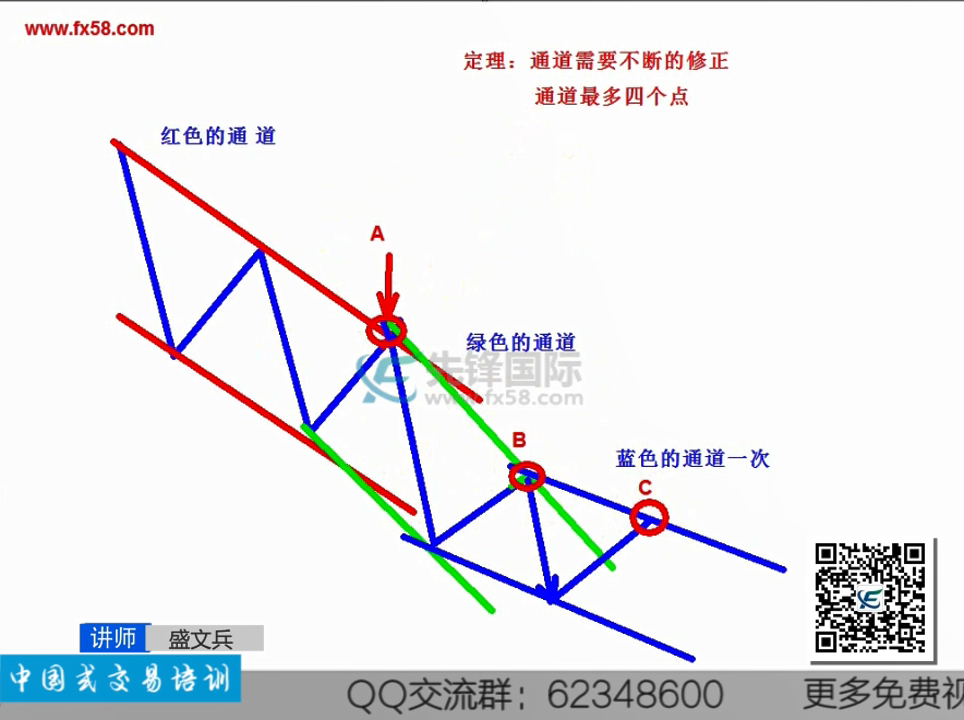 www.fx58.com
定理：通道需要不断的修正
通道最多四个点
红色的通 道
A
绿色的通道
先锋国际
www.fx58.com
B
蓝色的通道一次
C
讲师 盛文兵
中国式交易培训
QQ交流群：62348600 更多免费视